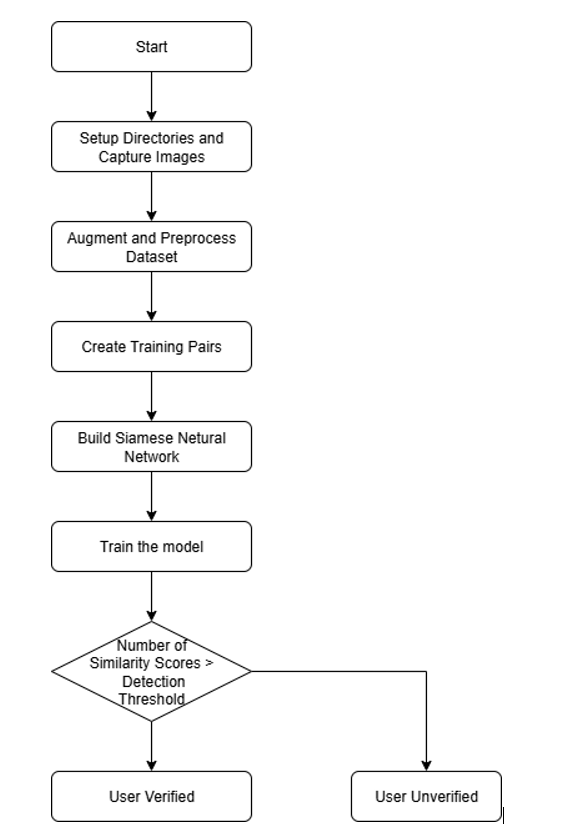 Start
Setup Directories and
Capture Images
Augment and Preprocess
Dataset
Create Training Pairs
Build Siamese Netural
Network
Train the model
Number of
Similarity Scores >
Detection
Threshold
User Verified
User Unverified